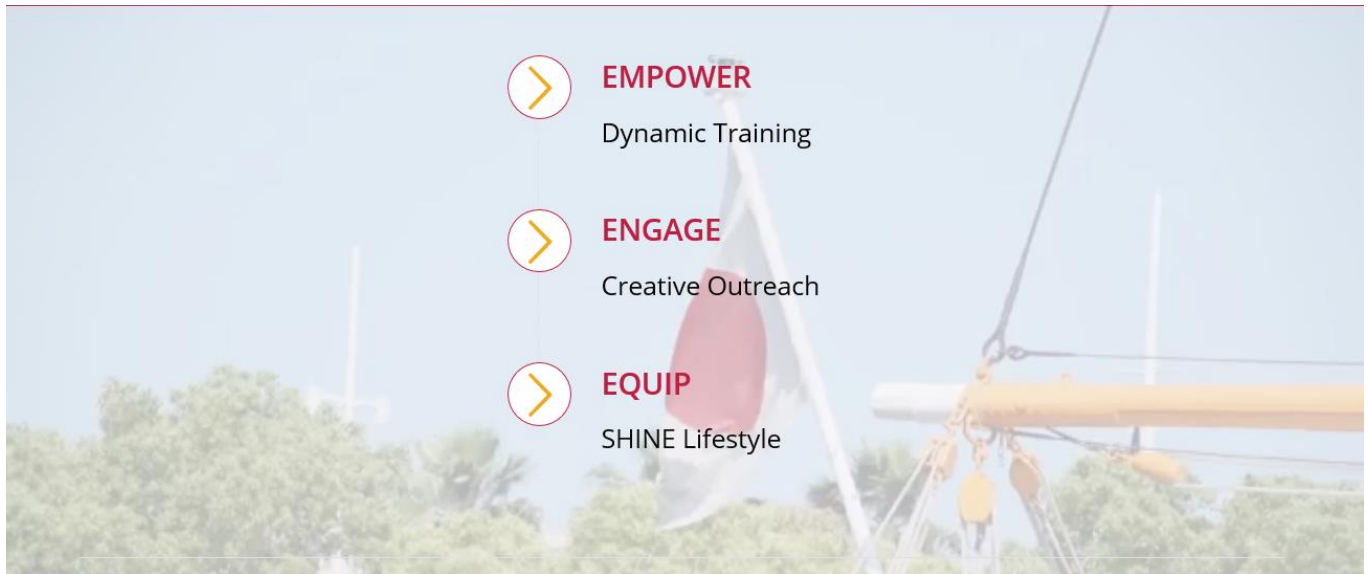 EMPOWER
Dynamic Training
ENGAGE
Creative Outreach
EQUIP
SHINE Lifestyle